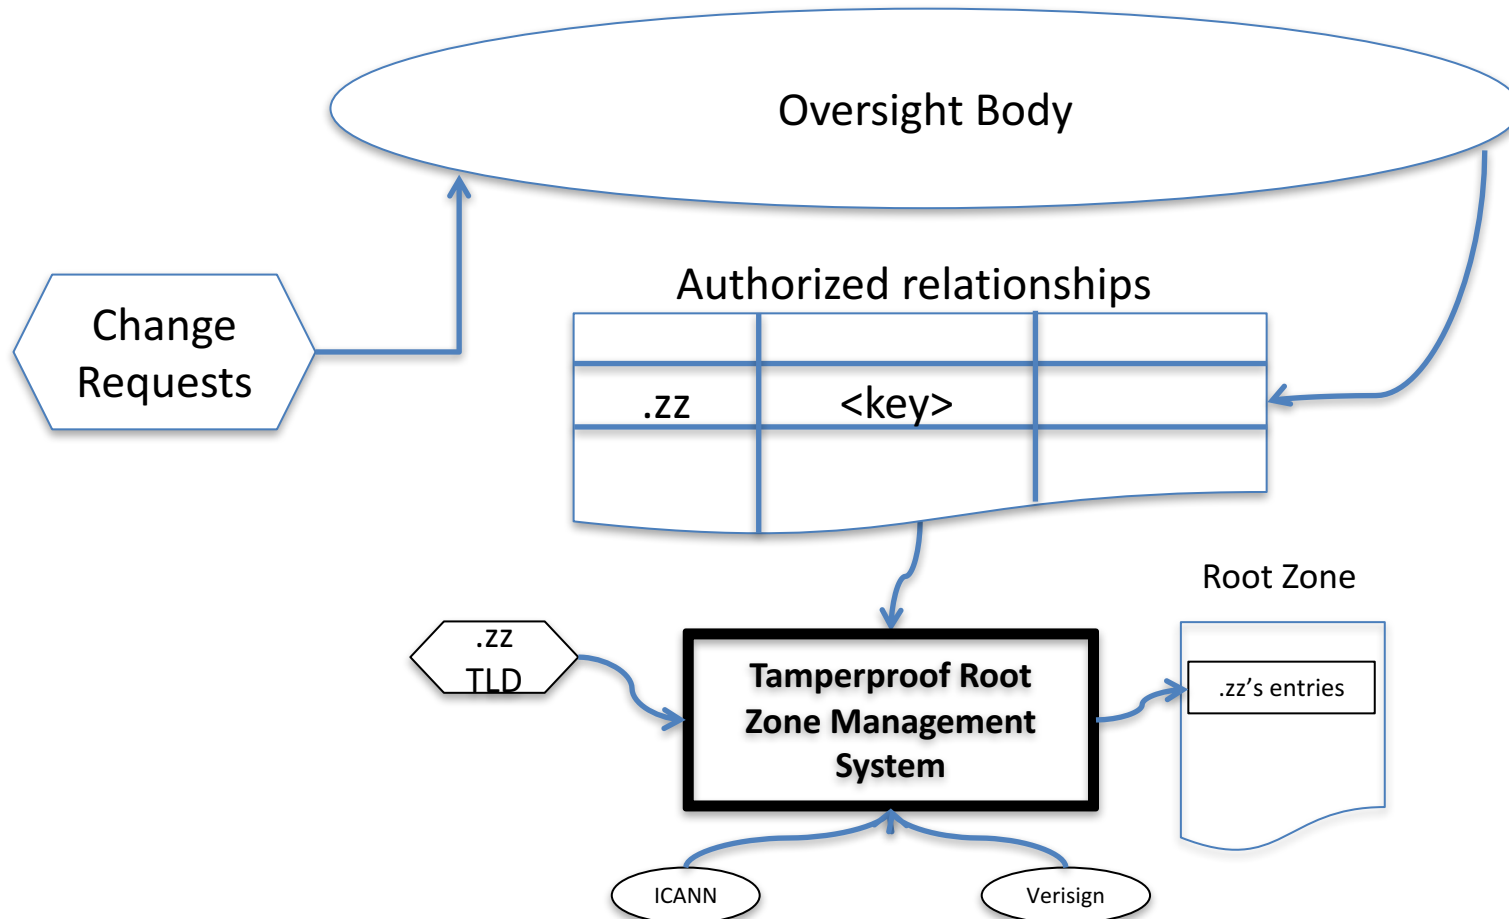 Oversight Body
Change
Requests
Authorized relationships
.zz
<key>
Root Zone
.zz
TLD
Tamperproof Root
Zone Management
System
.zz’s entries
ICANN
Verisign